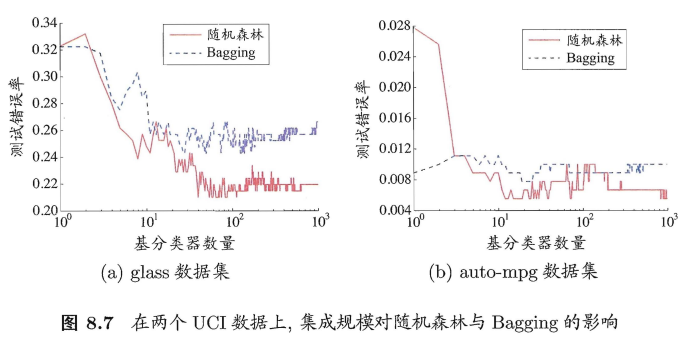 0.34
0.32
0.30
0.28
0.26
0.24
0.22
0.20
测试错误率
随机森林
Bagging
10^0
10^1
10^2
10^3
基分类器数量
(a) glass 数据集
0.028
0.024
0.020
0.016
0.012
0.008
0.004
测试错误率
随机森林
Bagging
10^0
10^1
10^2
10^3
基分类器数量
(b) auto-mpg 数据集
图 8.7 在两个 UCI 数据上, 集成规模对随机森林与 Bagging 的影响